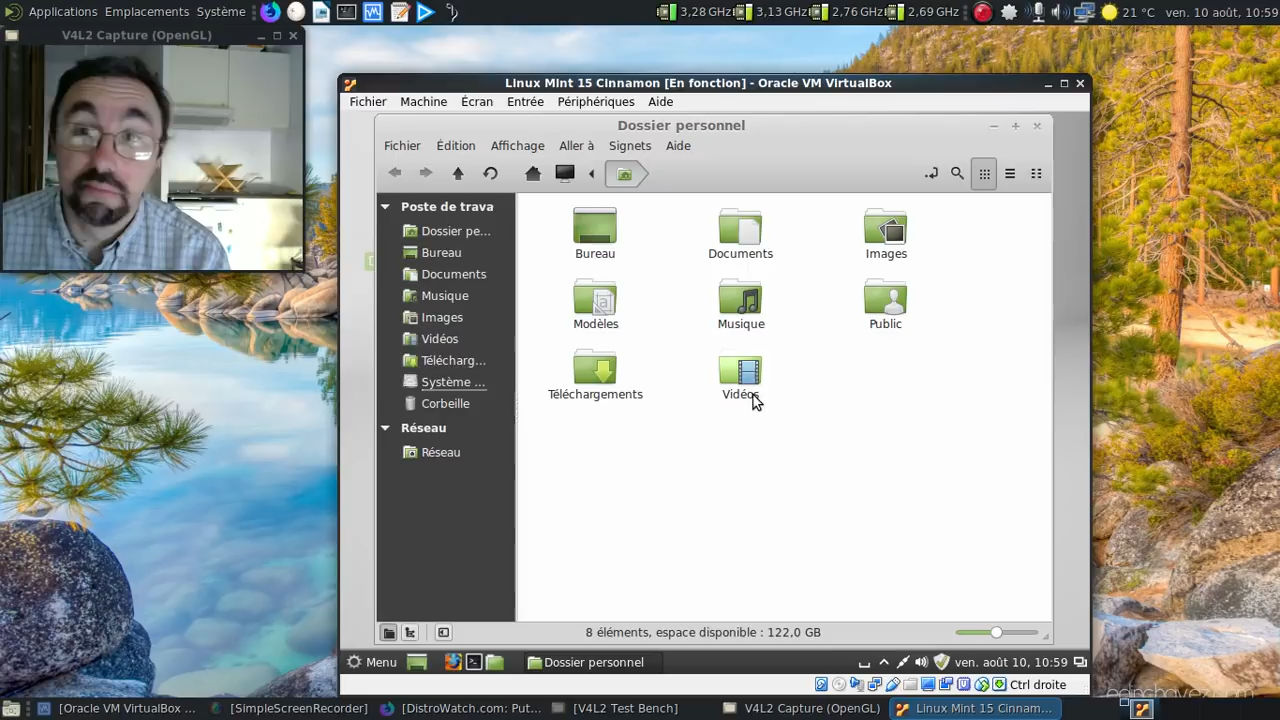 Applications Emplacements Système
3,28 GHz 3,13 GHz 2,76 GHz 2,69 GHz 21 °C ven. 10 août, 10:59
V4L2 Capture (OpenGL)
Linux Mint 15 Cinnamon [En fonction] - Oracle VM VirtualBox
Fichier Machine Écran Entrée Périphériques Aide
Dossier personnel
Fichier Édition Affichage Aller à Signets Aide
Poste de trava
Dossier pe...
Bureau
Documents
Musique
Images
Vidéos
Télécharg...
Système ...
Corbeille
Réseau
Réseau
Bureau Documents Images
Modèles Musique Public
Téléchargements Vidéos
8 éléments, espace disponible : 122,0 GB
Menu Dossier personnel ven. août 10, 10:59
Ctrl droite
[Oracle VM VirtualBox ... [SimpleScreenRecorder] [DistroWatch.com: Put... [V4L2 Test Bench] V4L2 Capture (OpenGL) Linux Mint 15 Cinnam...